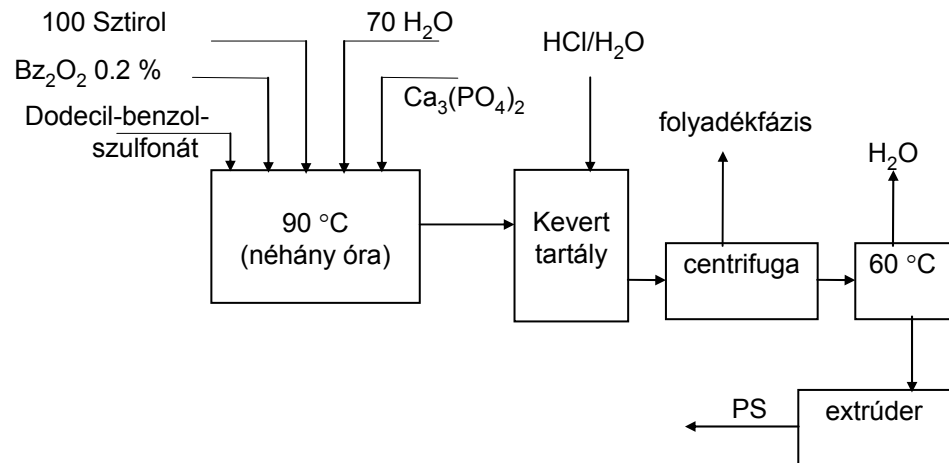 100 Sztirol
70 H₂O
HCl/H₂O
Bz₂O₂ 0.2 %
Ca₃(PO₄)₂
Dodecil-benzol-
szulfonát
folyadékfázis
H₂O
90 °C
(néhány óra)
Kevert
tartály
centrifuga
60 °C
PS
extrúder